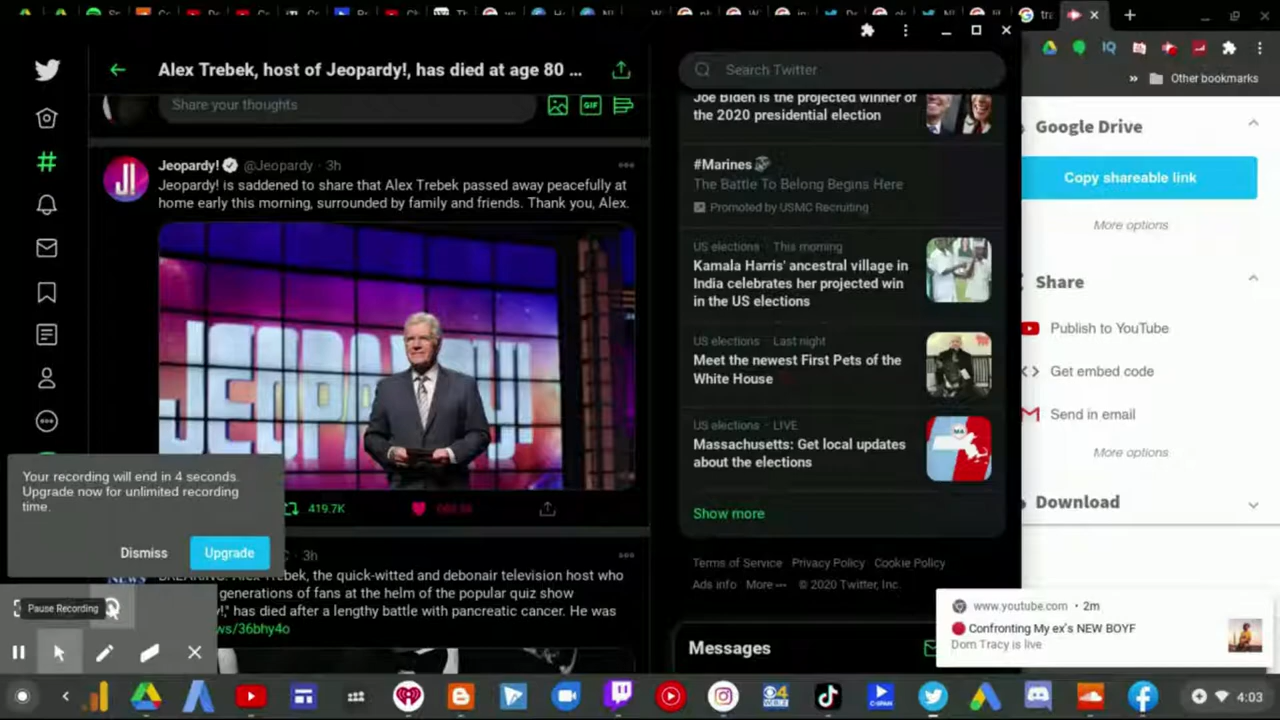 Alex Trebek, host of Jeopardy!, has died at age 80 ...
Share your thoughts
GIF
Jeopardy! @Jeopardy · 3h
Jeopardy! is saddened to share that Alex Trebek passed away peacefully at
home early this morning, surrounded by family and friends. Thank you, Alex.
J!
JEOPARDY!
419.7K
3h
BREAKING: Alex Trebek, the quick-witted and debonair television host who
generations of fans at the helm of the popular quiz show
has died after a lengthy battle with pancreatic cancer. He was
ws/36bhy4o
NEWS
Your recording will end in 4 seconds.
Upgrade now for unlimited recording
time.
Dismiss
Upgrade
Pause Recording
Search Twitter
Joe Biden is the projected winner of
the 2020 presidential election
#Marines
The Battle To Belong Begins Here
Promoted by USMC Recruiting
US elections · This morning
Kamala Harris' ancestral village in
India celebrates her projected win
in the US elections
US elections · Last night
Meet the newest First Pets of the
White House
US elections · LIVE
Massachusetts: Get local updates
about the elections
MA
Show more
Terms of Service Privacy Policy Cookie Policy
Ads info More ··· © 2020 Twitter, Inc.
Messages
» Other bookmarks
Google Drive
Copy shareable link
More options
Share
Publish to YouTube
Get embed code
Send in email
More options
Download
www.youtube.com • 2m
Confronting My ex's NEW BOYF
Dom Tracy is live
4:03